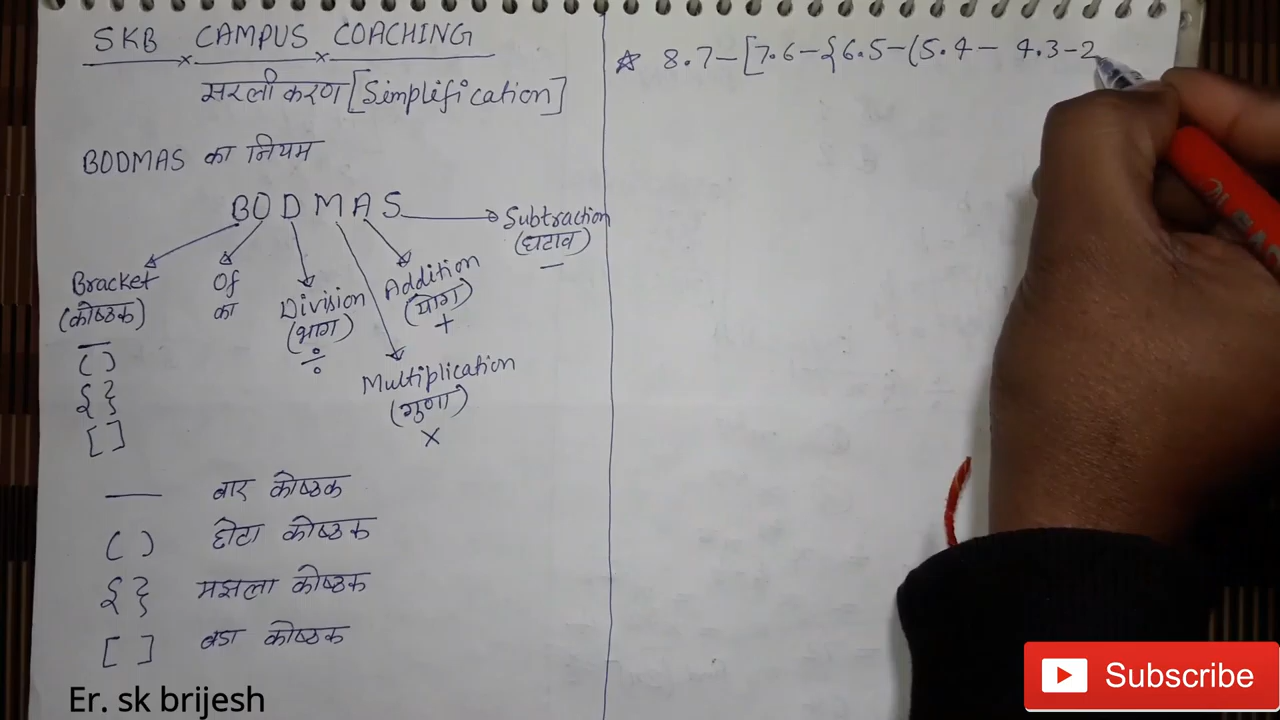 SKB CAMPUS COACHING
सरलीकरण [Simplification]
BODMAS का नियम
BODMAS
Subtraction
(घटाव)
−
Bracket
(कोष्ठक)
—
( )
{ }
[ ]
Of
का
Division
(भाग)
÷
Addition
(योग)
+
Multiplication
(गुणा)
×
— बार कोष्ठक
( ) छोटा कोष्ठक
{ } मझला कोष्ठक
[ ] बडा कोष्ठक
Er. sk brijesh
☆ 8.7-[7.6-{6.5-(5.4- 4.3-2
Subscribe